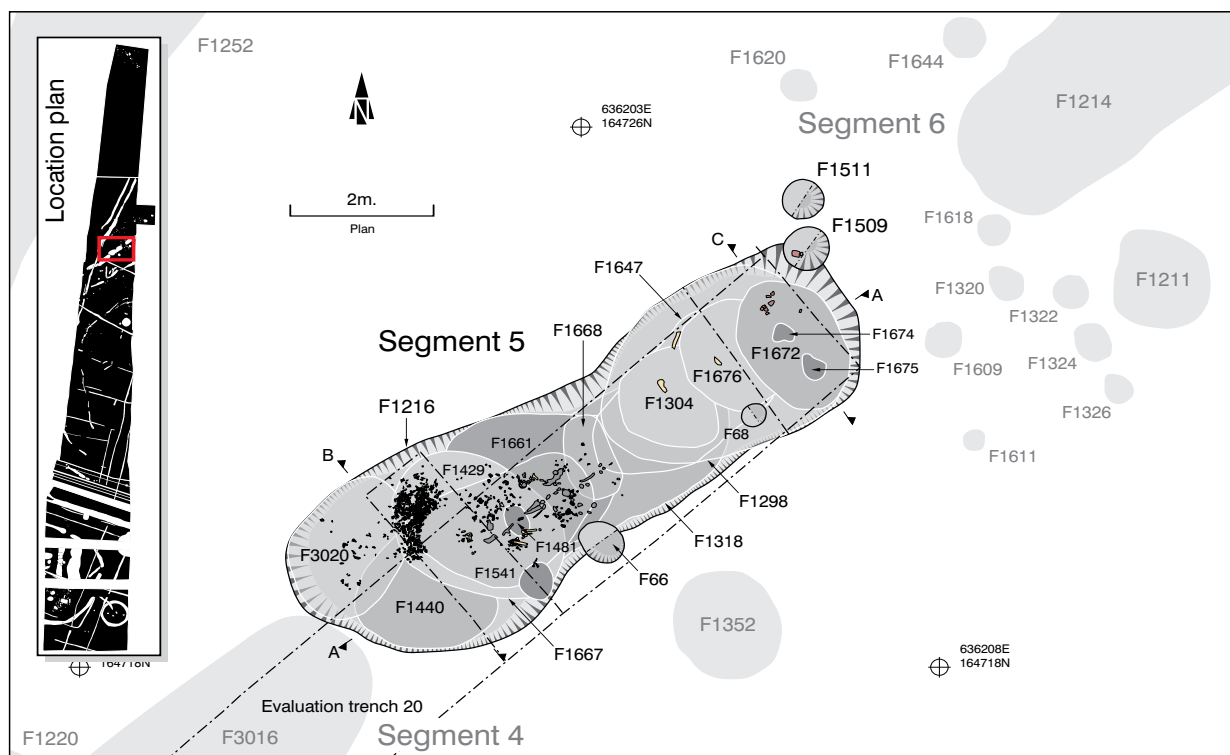 Location plan
F1252
N
2m.
Plan
636203E
164726N
F1620
F1644
F1214
Segment 6
F1511
F1509
F1618
F1320
F1322
F1211
F1609
F1324
F1326
F1611
C
A
F1647
F1668
Segment 5
F1672
F1674
F1676
F1675
F1304
F68
F1216
F1661
B
F1429
F1298
F3020
F1481
F1318
F1541
F66
F1440
F1352
A
F1667
164718N
636208E
164718N
Evaluation trench 20
Segment 4
F1220
F3016